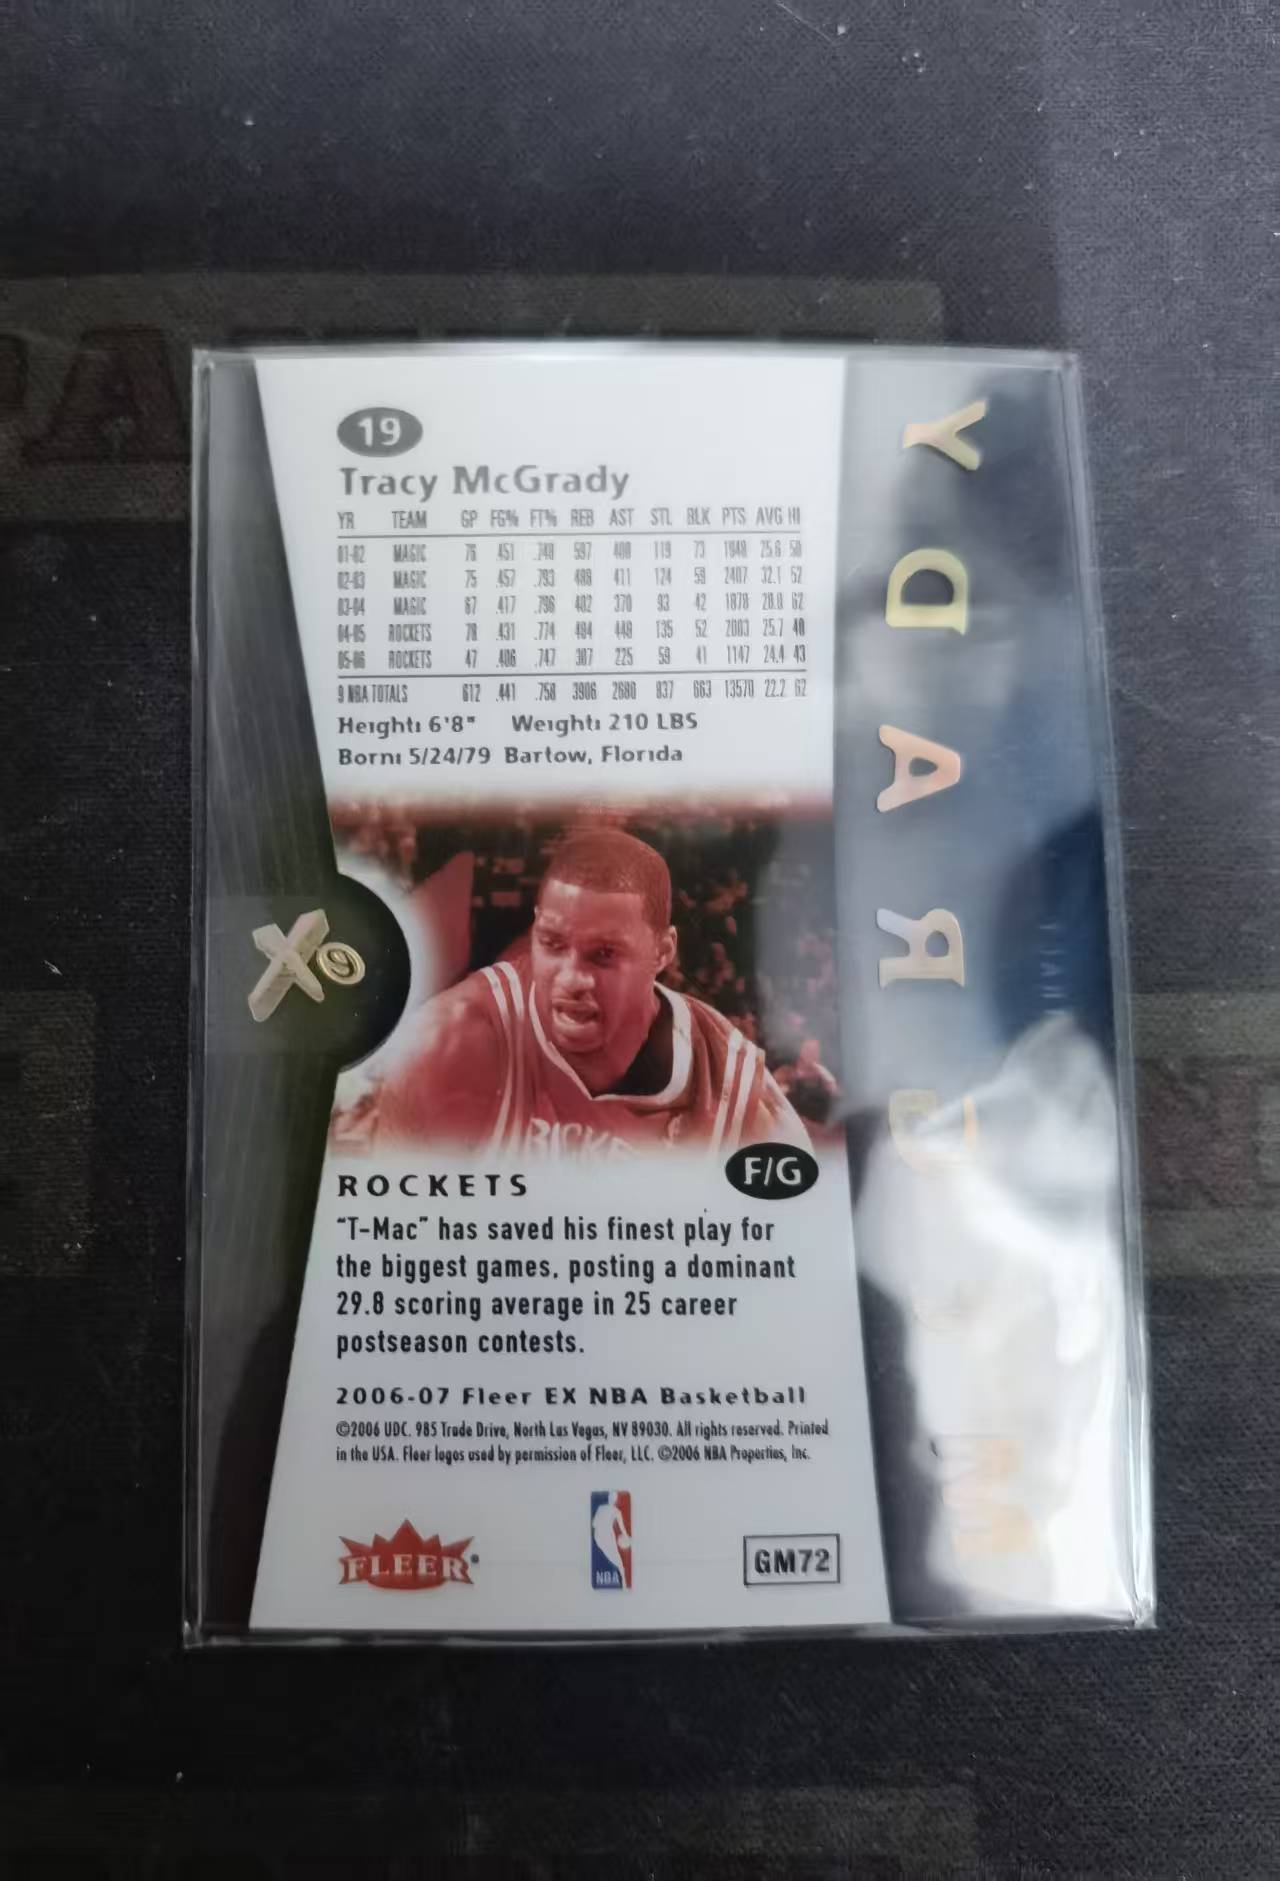 19
Tracy McGrady
YR TEAM GP FG% FT% REB AST STL BLK PTS AVG HI
01-02 MAGIC 76 .451 .748 597 400 119 73 1948 25.6 50
02-03 MAGIC 75 .457 .793 488 411 124 59 2407 32.1 52
03-04 MAGIC 67 .417 .796 402 370 93 42 1878 28.0 62
04-05 ROCKETS 78 .431 .774 484 448 135 52 2003 25.7 48
05-06 ROCKETS 47 .406 .747 307 225 59 41 1147 24.4 43
9 NBA TOTALS 612 .441 .758 3906 2680 837 663 13570 22.2 62
Height: 6'8" Weight: 210 LBS
Born: 5/24/79 Bartow, Florida
ROCKETS
F/G
"T-Mac" has saved his finest play for
the biggest games, posting a dominant
29.8 scoring average in 25 career
postseason contests.
2006-07 Fleer EX NBA Basketball
©2006 UDC. 985 Trade Drive, North Las Vegas, NV 89030. All rights reserved. Printed
in the USA. Fleer logos used by permission of Fleer, LLC. ©2006 NBA Properties, Inc.
FLEER
NBA
GM72
MCGRADY